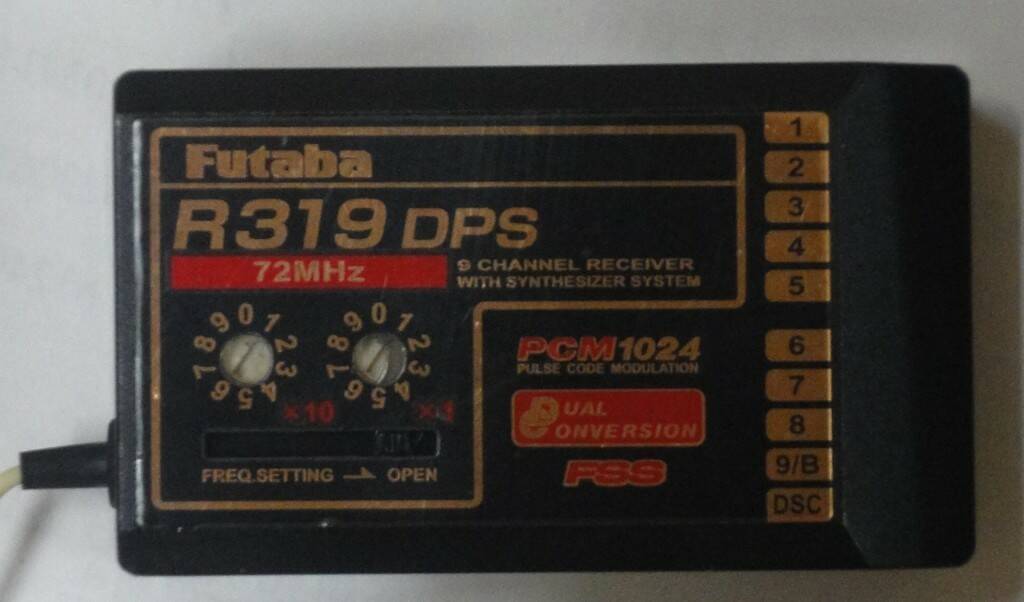 Futaba
R319 DPS
72MHz
9 CHANNEL RECEIVER
WITH SYNTHESIZER SYSTEM
0 1 2 3 4 5 6 7 8 9
×10
0 1 2 3 4 5 6 7 8 9
×1
FREQ.SETTING OPEN
PCM1024
PULSE CODE MODULATION
DUAL
CONVERSION
FSS
1
2
3
4
5
6
7
8
9/B
DSC